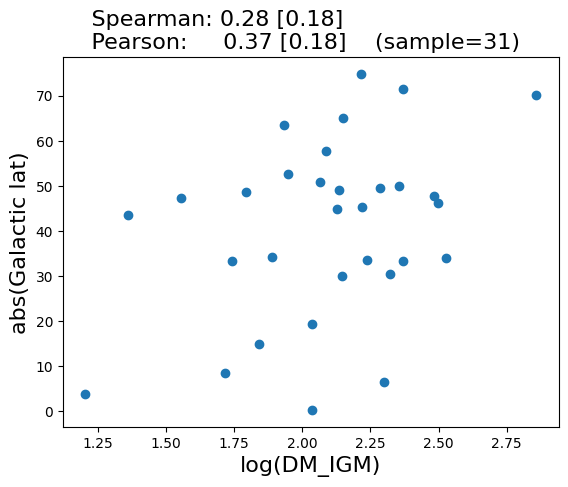 Spearman: 0.28 [0.18]
Pearson: 0.37 [0.18] (sample=31)
abs(Galactic lat)
70
60
50
40
30
20
10
0
1.25 1.50 1.75 2.00 2.25 2.50 2.75
log(DM_IGM)